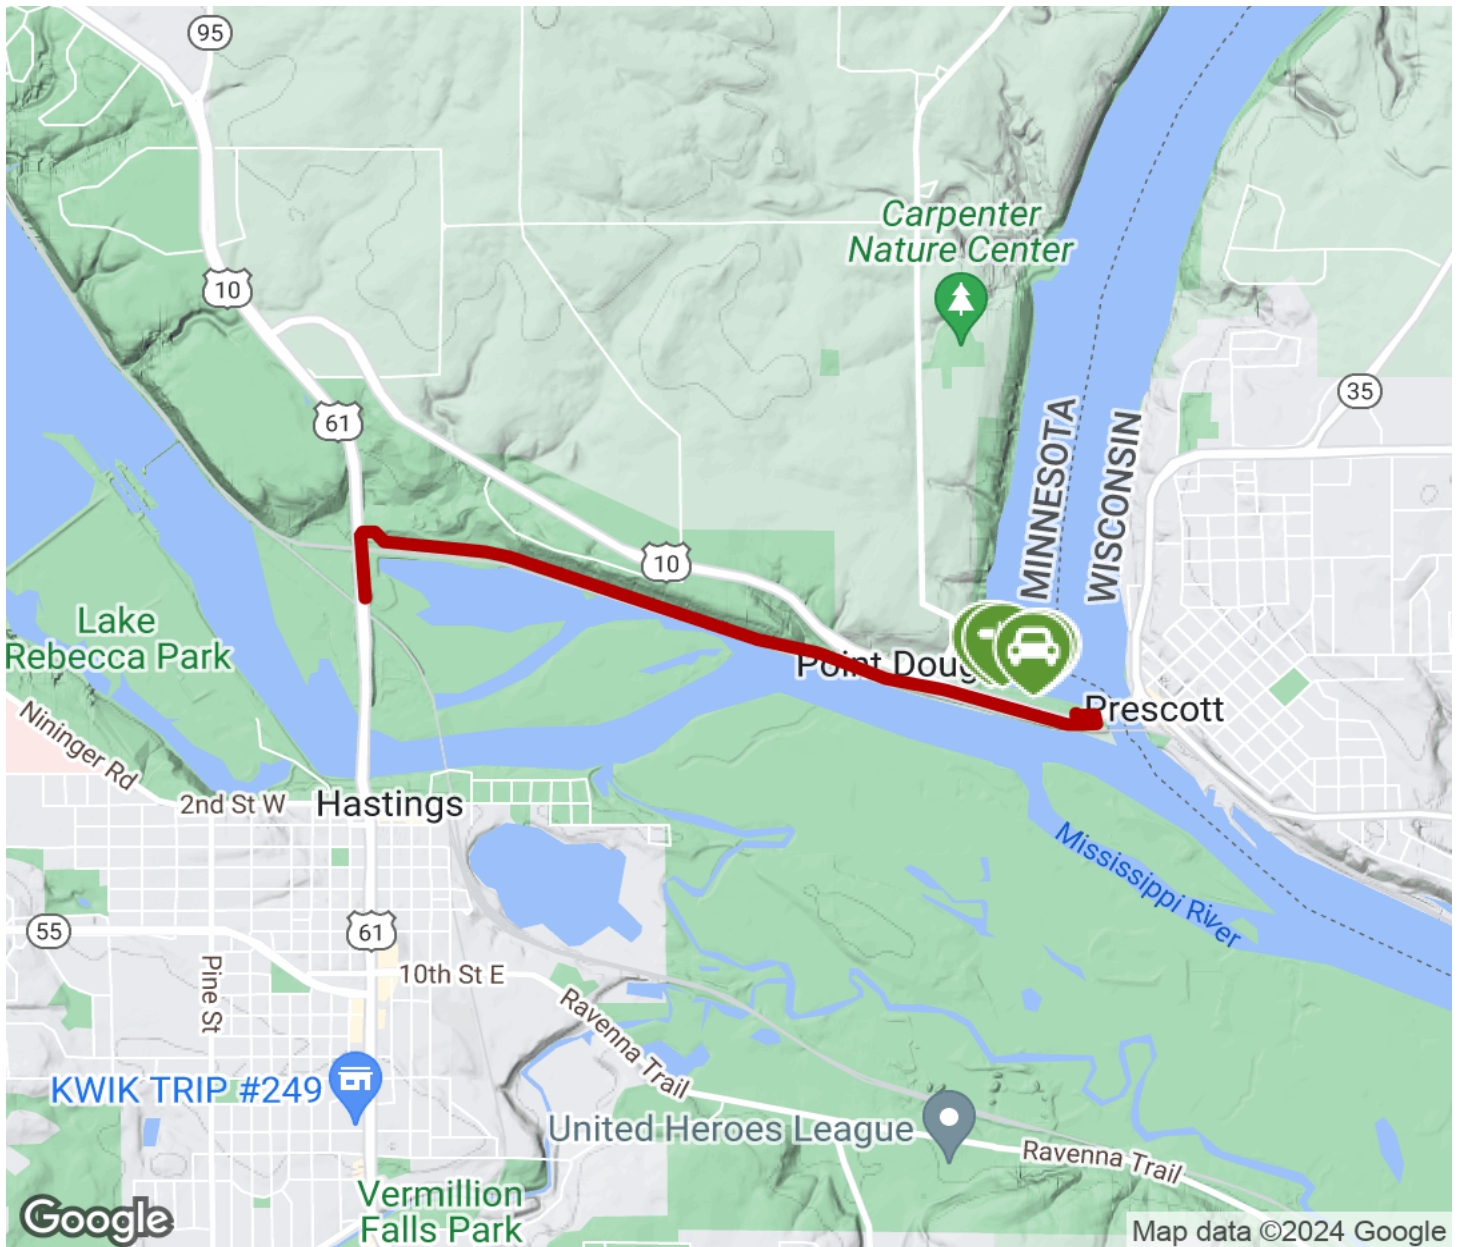 95
Carpenter
Nature Center
10
35
61
MINNESOTA
WISCONSIN
10
Lake
Rebecca Park
Point Doug
Prescott
Nininger Rd
2nd St W
Hastings
Mississippi River
55
61
10th St E
Pine St
Ravenna Trail
KWIK TRIP #249
United Heroes League
Ravenna Trail
Vermillion
Falls Park
Google
Map data ©2024 Google